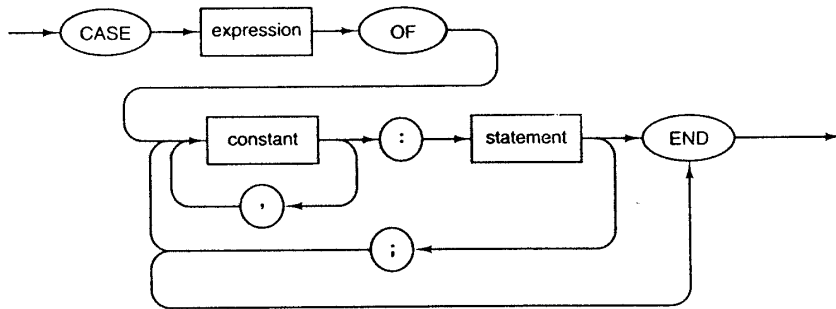 CASE expression OF
constant : statement END
,
;